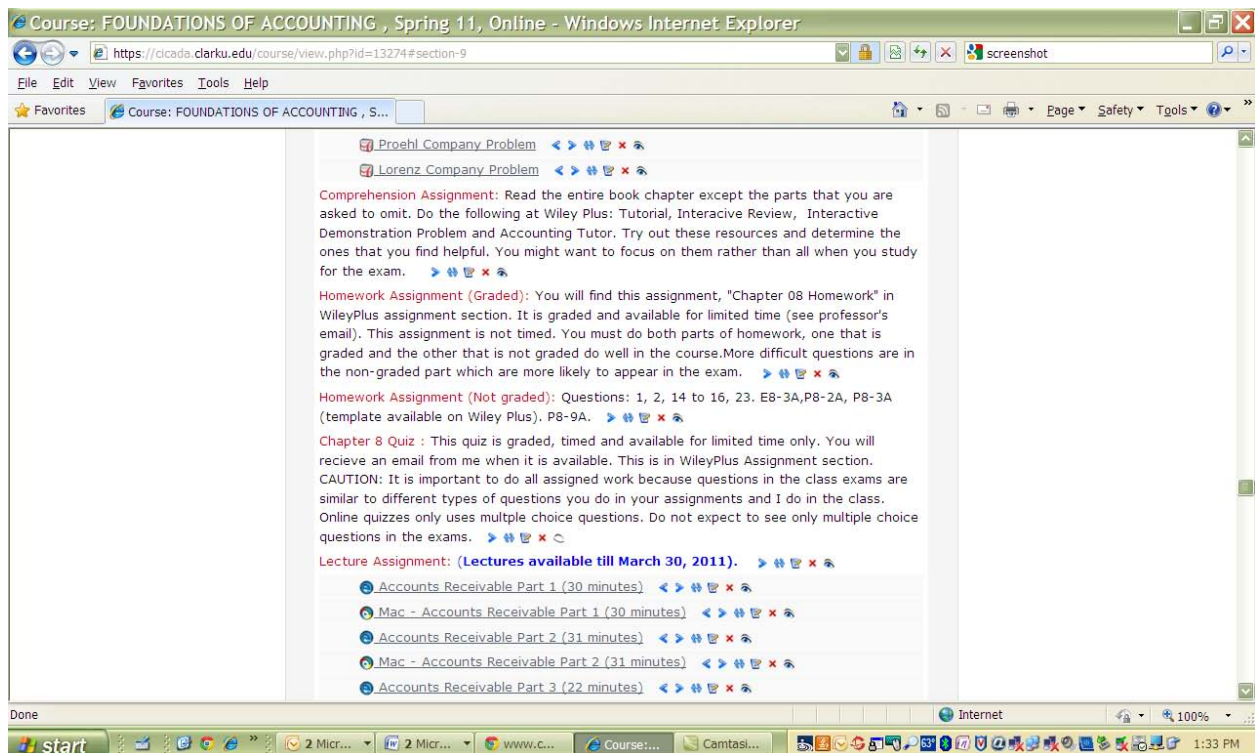 Course: FOUNDATIONS OF ACCOUNTING , Spring 11, Online - Windows Internet Explorer
https://cicada.clarku.edu/course/view.php?id=13274#section-9
screenshot
File Edit View Favorites Tools Help
Favorites Course: FOUNDATIONS OF ACCOUNTING , S... Page Safety Tools
Proehl Company Problem
Lorenz Company Problem
Comprehension Assignment: Read the entire book chapter except the parts that you are
asked to omit. Do the following at Wiley Plus: Tutorial, Interacive Review, Interactive
Demonstration Problem and Accounting Tutor. Try out these resources and determine the
ones that you find helpful. You might want to focus on them rather than all when you study
for the exam.
Homework Assignment (Graded): You will find this assignment, "Chapter 08 Homework" in
WileyPlus assignment section. It is graded and available for limited time (see professor's
email). This assignment is not timed. You must do both parts of homework, one that is
graded and the other that is not graded do well in the course.More difficult questions are in
the non-graded part which are more likely to appear in the exam.
Homework Assignment (Not graded): Questions: 1, 2, 14 to 16, 23. E8-3A,P8-2A, P8-3A
(template available on Wiley Plus). P8-9A.
Chapter 8 Quiz : This quiz is graded, timed and available for limited time only. You will
recieve an email from me when it is available. This is in WileyPlus Assignment section.
CAUTION: It is important to do all assigned work because questions in the class exams are
similar to different types of questions you do in your assignments and I do in the class.
Online quizzes only uses multple choice questions. Do not expect to see only multiple choice
questions in the exams.
Lecture Assignment: (Lectures available till March 30, 2011).
Accounts Receivable Part 1 (30 minutes)
Mac - Accounts Receivable Part 1 (30 minutes)
Accounts Receivable Part 2 (31 minutes)
Mac - Accounts Receivable Part 2 (31 minutes)
Accounts Receivable Part 3 (22 minutes)
Done Internet 100%
start 2 Micr... 2 Micr... www.c... Course:... Camtasi... 63° 1:33 PM